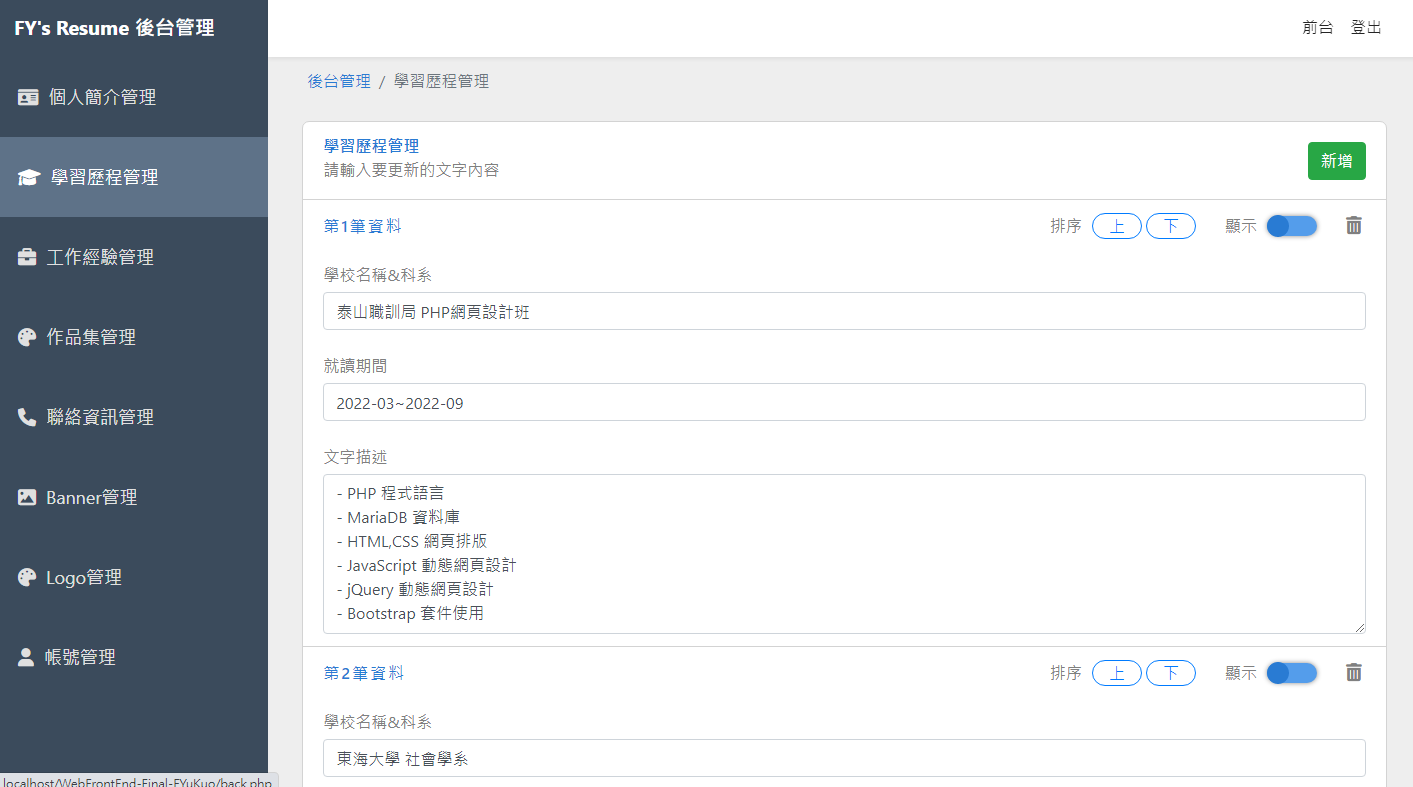 FY's Resume 後台管理
前台 登出
個人簡介管理
學習歷程管理
工作經驗管理
作品集管理
聯絡資訊管理
Banner管理
Logo管理
帳號管理
後台管理 / 學習歷程管理
學習歷程管理
請輸入要更新的文字內容
新增
第1筆資料 排序 上 下 顯示
學校名稱&科系
泰山職訓局 PHP網頁設計班
就讀期間
2022-03~2022-09
文字描述
- PHP 程式語言
- MariaDB 資料庫
- HTML,CSS 網頁排版
- JavaScript 動態網頁設計
- jQuery 動態網頁設計
- Bootstrap 套件使用
第2筆資料 排序 上 下 顯示
學校名稱&科系
東海大學 社會學系
localhost/WebFrontEnd-Final-FYuKuo/back.php